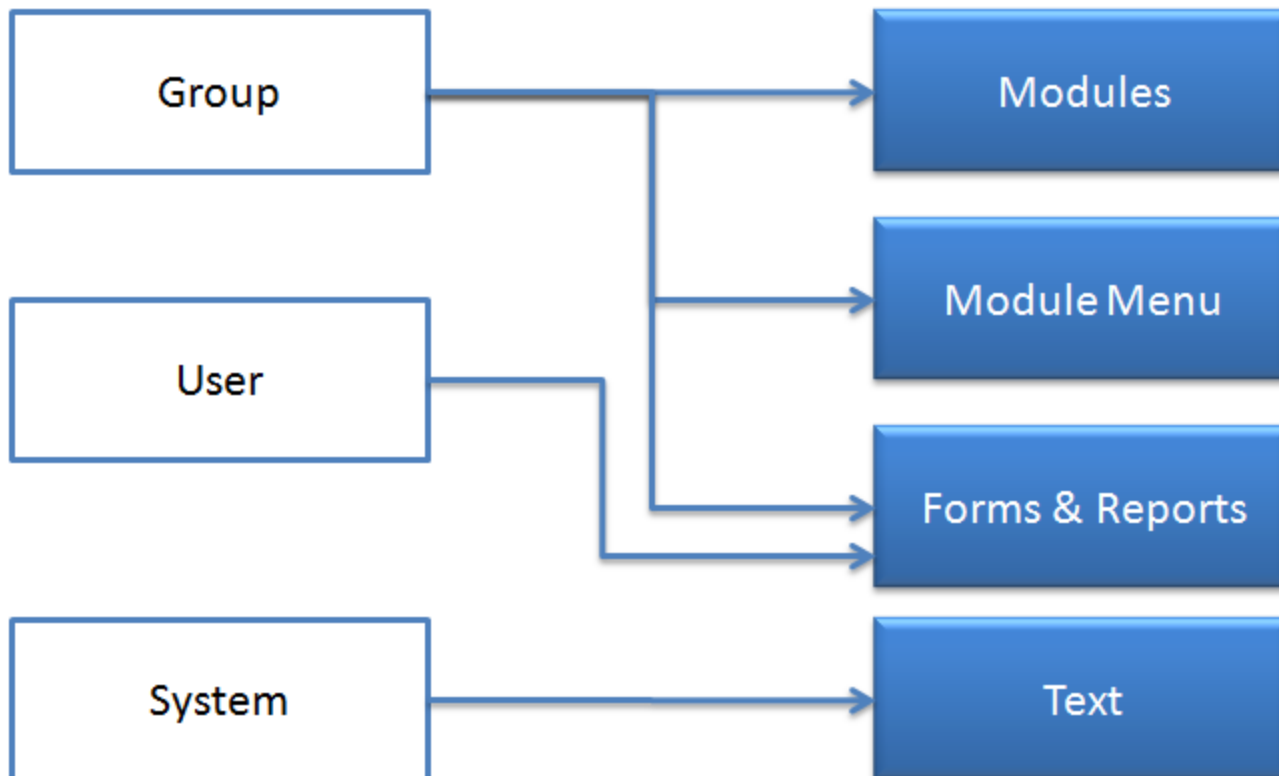 Group
Modules
Module Menu
User
Forms & Reports
System
Text